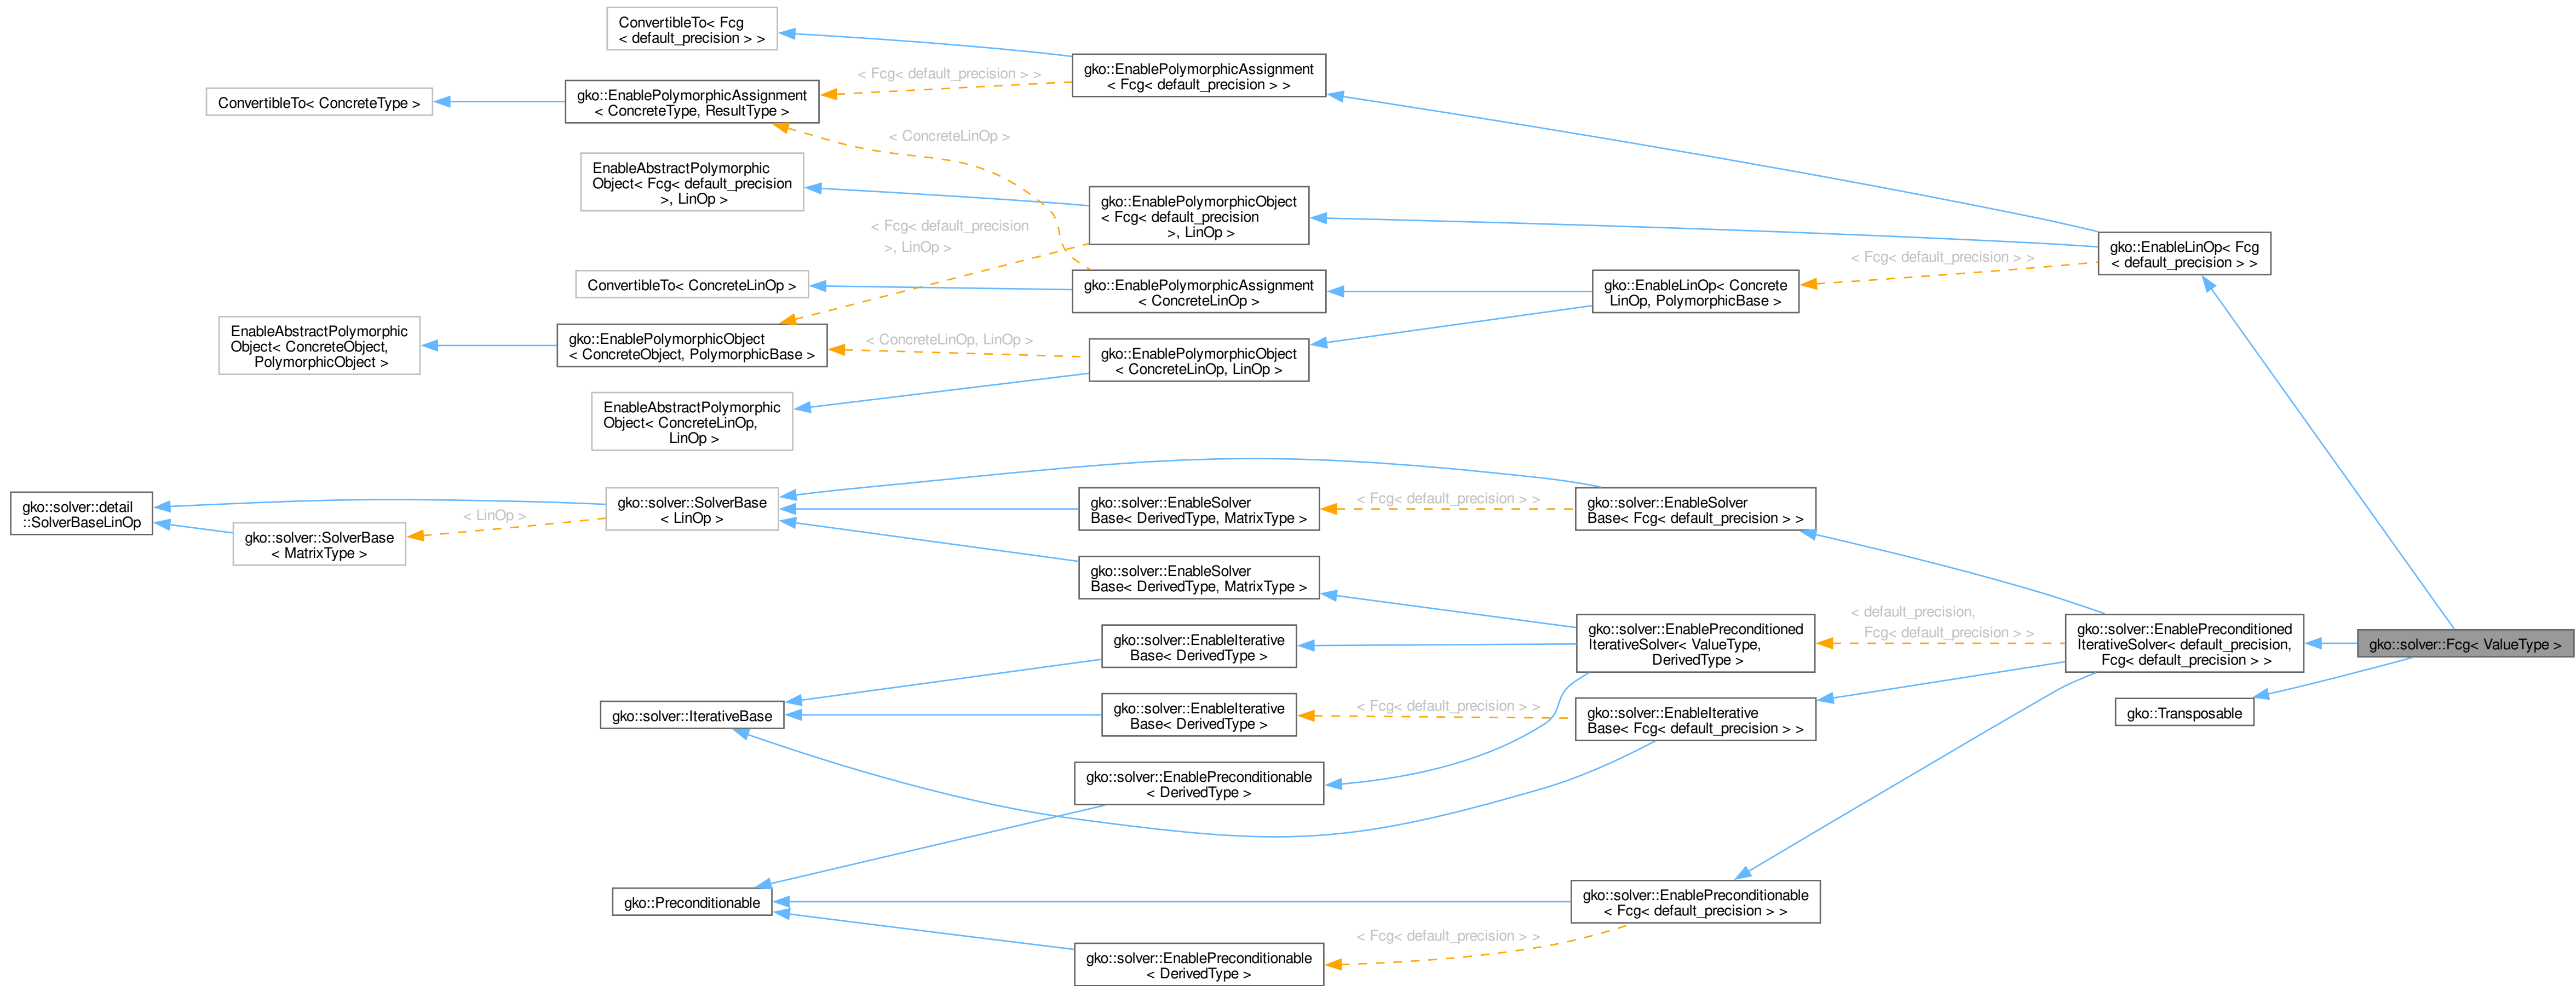 ConvertibleTo< Fcg
< default_precision > >
gko::EnablePolymorphicAssignment
< Fcg< default_precision > >
< Fcg< default_precision > >
ConvertibleTo< ConcreteType >
gko::EnablePolymorphicAssignment
< ConcreteType, ResultType >
< ConcreteLinOp >
EnableAbstractPolymorphic
Object< Fcg< default_precision
>, LinOp >
gko::EnablePolymorphicObject
< Fcg< default_precision
>, LinOp >
< Fcg< default_precision
>, LinOp >
gko::EnableLinOp< Fcg
< default_precision > >
< Fcg< default_precision > >
ConvertibleTo< ConcreteLinOp >
gko::EnablePolymorphicAssignment
< ConcreteLinOp >
gko::EnableLinOp< Concrete
LinOp, PolymorphicBase >
EnableAbstractPolymorphic
Object< ConcreteObject,
PolymorphicObject >
gko::EnablePolymorphicObject
< ConcreteObject, PolymorphicBase >
< ConcreteLinOp, LinOp >
gko::EnablePolymorphicObject
< ConcreteLinOp, LinOp >
EnableAbstractPolymorphic
Object< ConcreteLinOp,
LinOp >
gko::solver::detail
::SolverBaseLinOp
gko::solver::SolverBase
< LinOp >
< LinOp >
gko::solver::SolverBase
< MatrixType >
gko::solver::EnableSolver
Base< DerivedType, MatrixType >
< Fcg< default_precision > >
gko::solver::EnableSolver
Base< Fcg< default_precision > >
gko::solver::EnableSolver
Base< DerivedType, MatrixType >
gko::solver::EnableIterative
Base< DerivedType >
gko::solver::EnablePreconditioned
IterativeSolver< ValueType,
DerivedType >
< default_precision,
Fcg< default_precision > >
gko::solver::EnablePreconditioned
IterativeSolver< default_precision,
Fcg< default_precision > >
gko::solver::Fcg< ValueType >
gko::solver::IterativeBase
gko::solver::EnableIterative
Base< DerivedType >
< Fcg< default_precision > >
gko::solver::EnableIterative
Base< Fcg< default_precision > >
gko::Transposable
gko::solver::EnablePreconditionable
< DerivedType >
gko::Preconditionable
gko::solver::EnablePreconditionable
< Fcg< default_precision > >
< Fcg< default_precision > >
gko::solver::EnablePreconditionable
< DerivedType >